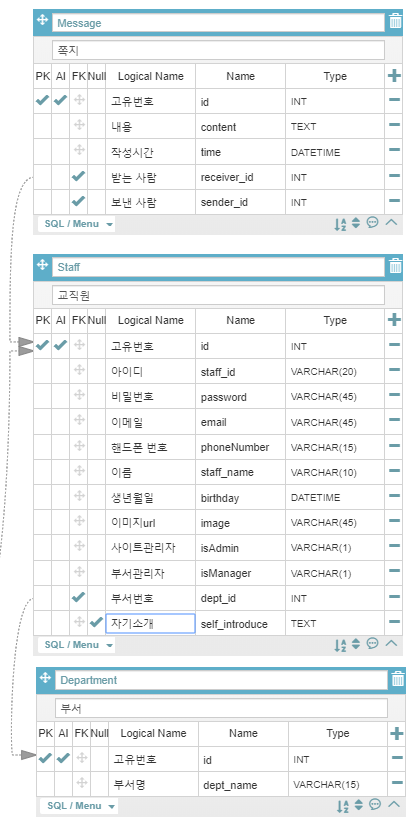 Message
쪽지
PK AI FK Null Logical Name Name Type
고유번호 id INT
내용 content TEXT
작성시간 time DATETIME
받는 사람 receiver_id INT
보낸 사람 sender_id INT
SQL / Menu
Staff
교직원
PK AI FK Null Logical Name Name Type
고유번호 id INT
아이디 staff_id VARCHAR(20)
비밀번호 password VARCHAR(45)
이메일 email VARCHAR(45)
핸드폰 번호 phoneNumber VARCHAR(15)
이름 staff_name VARCHAR(10)
생년월일 birthday DATETIME
이미지url image VARCHAR(45)
사이트관리자 isAdmin VARCHAR(1)
부서관리자 isManager VARCHAR(1)
부서번호 dept_id INT
자기소개 self_introduce TEXT
SQL / Menu
Department
부서
PK AI FK Null Logical Name Name Type
고유번호 id INT
부서명 dept_name VARCHAR(15)
SQL / Menu